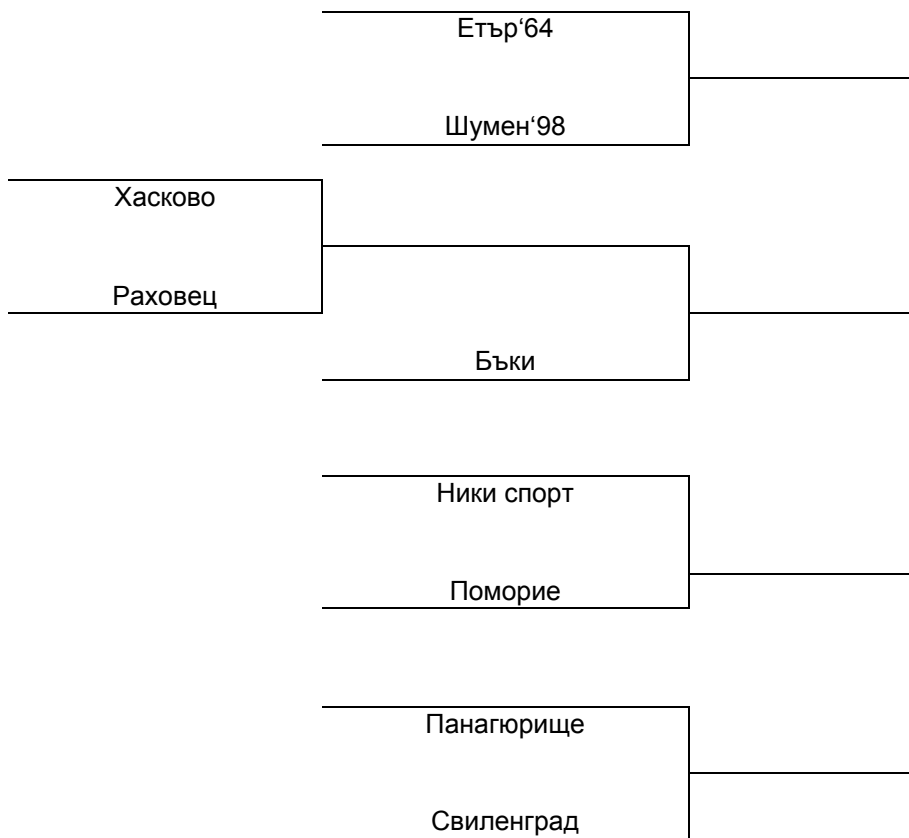 Етър‘64
Шумен‘98
Хасково
Раховец
Бъки
Ники спорт
Поморие
Панагюрище
Свиленград